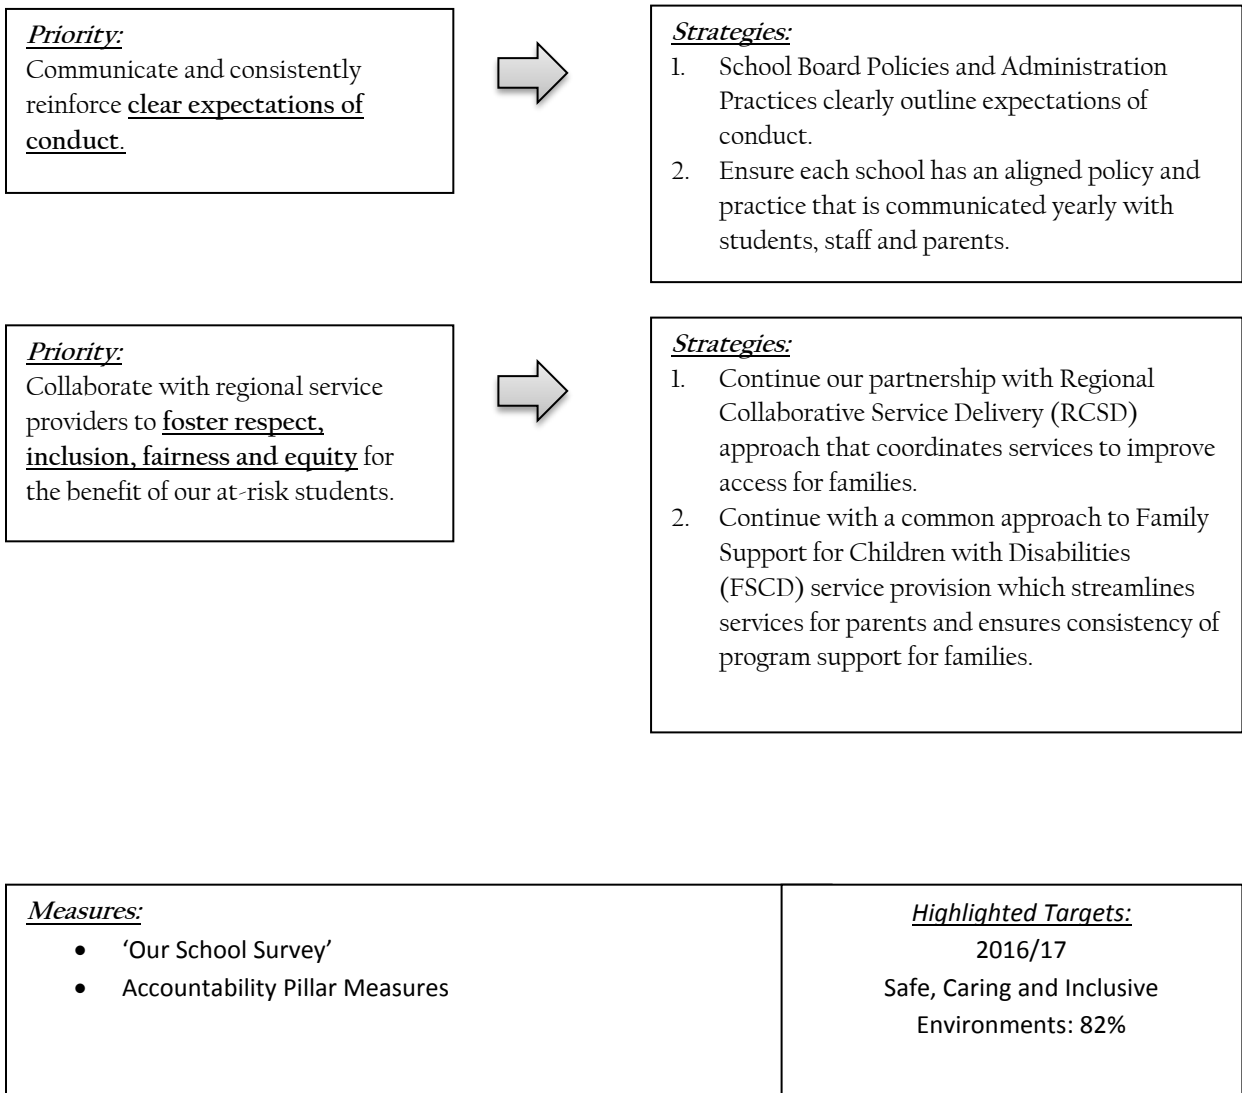 Priority:
Communicate and consistently
reinforce clear expectations of
conduct.
Strategies:
1. School Board Policies and Administration
Practices clearly outline expectations of
conduct.
2. Ensure each school has an aligned policy and
practice that is communicated yearly with
students, staff and parents.
Priority:
Collaborate with regional service
providers to foster respect,
inclusion, fairness and equity for
the benefit of our at-risk students.
Strategies:
1. Continue our partnership with Regional
Collaborative Service Delivery (RCSD)
approach that coordinates services to improve
access for families.
2. Continue with a common approach to Family
Support for Children with Disabilities
(FSCD) service provision which streamlines
services for parents and ensures consistency of
program support for families.
Measures:
• ‘Our School Survey’
• Accountability Pillar Measures
Highlighted Targets:
2016/17
Safe, Caring and Inclusive
Environments: 82%